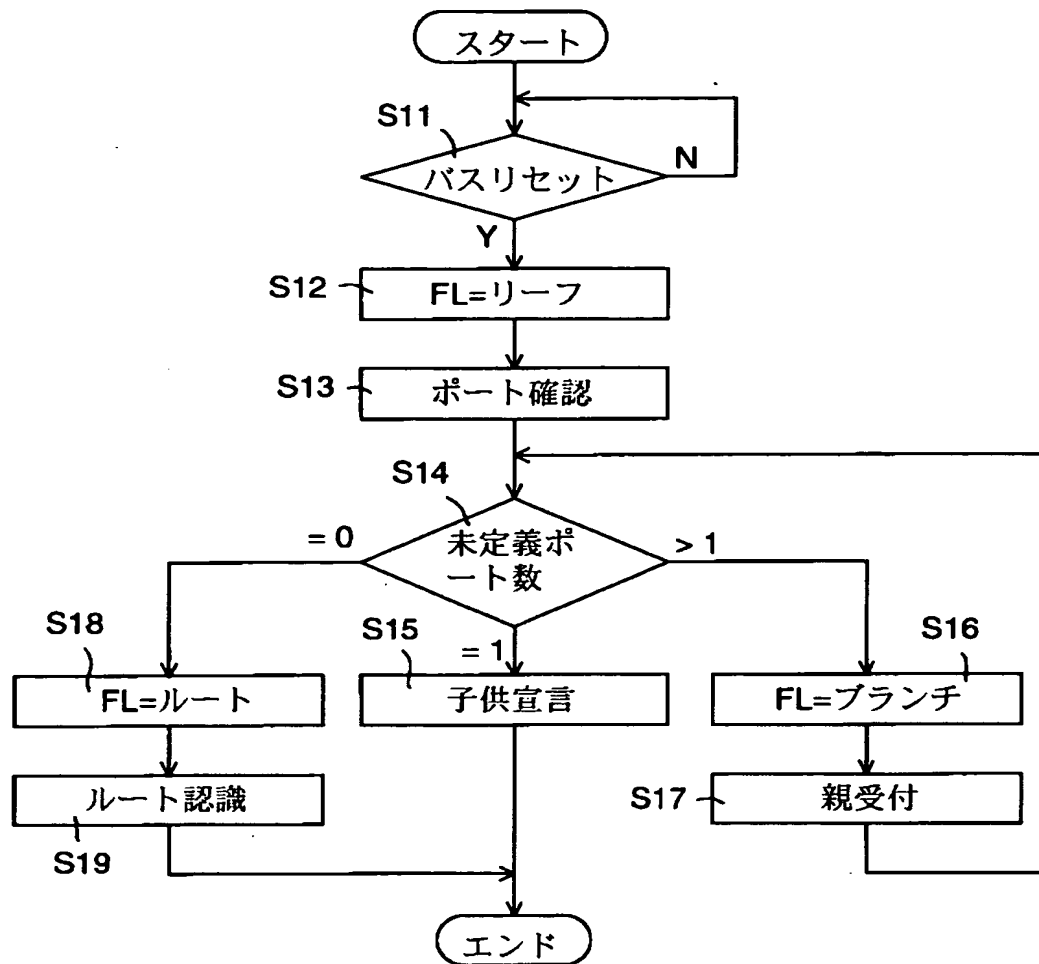 スタート
S11
バスリセット
N
Y
S12
FL=リーフ
S13
ポート確認
S14
= 0
未定義ポ
ート数
> 1
S18
S15
= 1
S16
FL=ルート
子供宣言
FL=ブランチ
ルート認識
S17
親受付
S19
エンド